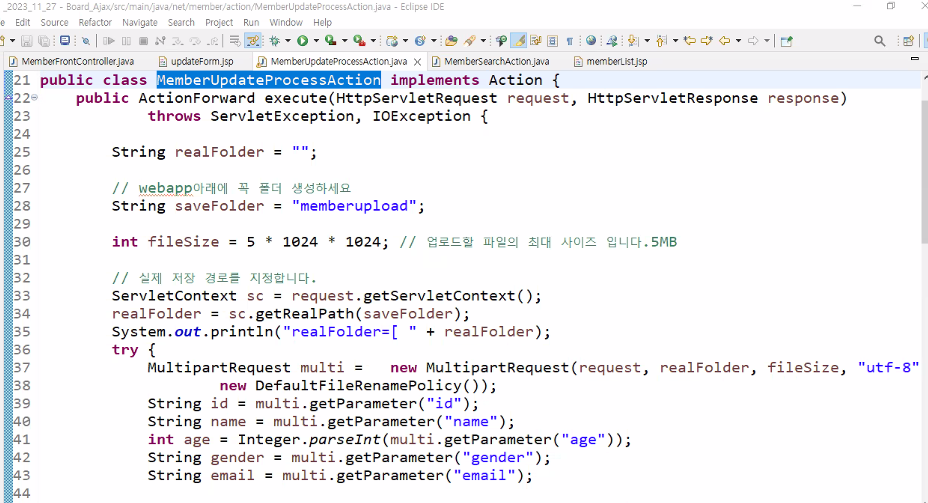 _2023_11_27 - Board_Ajax/src/main/java/net/member/action/MemberUpdateProcessAction.java - Eclipse IDE
Edit Source Refactor Navigate Search Project Run Window Help
MemberFrontController.java updateForm.jsp MemberUpdateProcessAction.java MemberSearchAction.java memberList.jsp
21 public class MemberUpdateProcessAction implements Action {
22 public ActionForward execute(HttpServletRequest request, HttpServletResponse response)
23 throws ServletException, IOException {
24
25 String realFolder = "";
26
27 // webapp아래에 꼭 폴더 생성하세요
28 String saveFolder = "memberupload";
29
30 int fileSize = 5 * 1024 * 1024; // 업로드할 파일의 최대 사이즈 입니다.5MB
31
32 // 실제 저장 경로를 지정합니다.
33 ServletContext sc = request.getServletContext();
34 realFolder = sc.getRealPath(saveFolder);
35 System.out.println("realFolder=[ " + realFolder);
36 try {
37 MultipartRequest multi = new MultipartRequest(request, realFolder, fileSize, "utf-8"
38 new DefaultFileRenamePolicy());
39 String id = multi.getParameter("id");
40 String name = multi.getParameter("name");
41 int age = Integer.parseInt(multi.getParameter("age"));
42 String gender = multi.getParameter("gender");
43 String email = multi.getParameter("email");
44